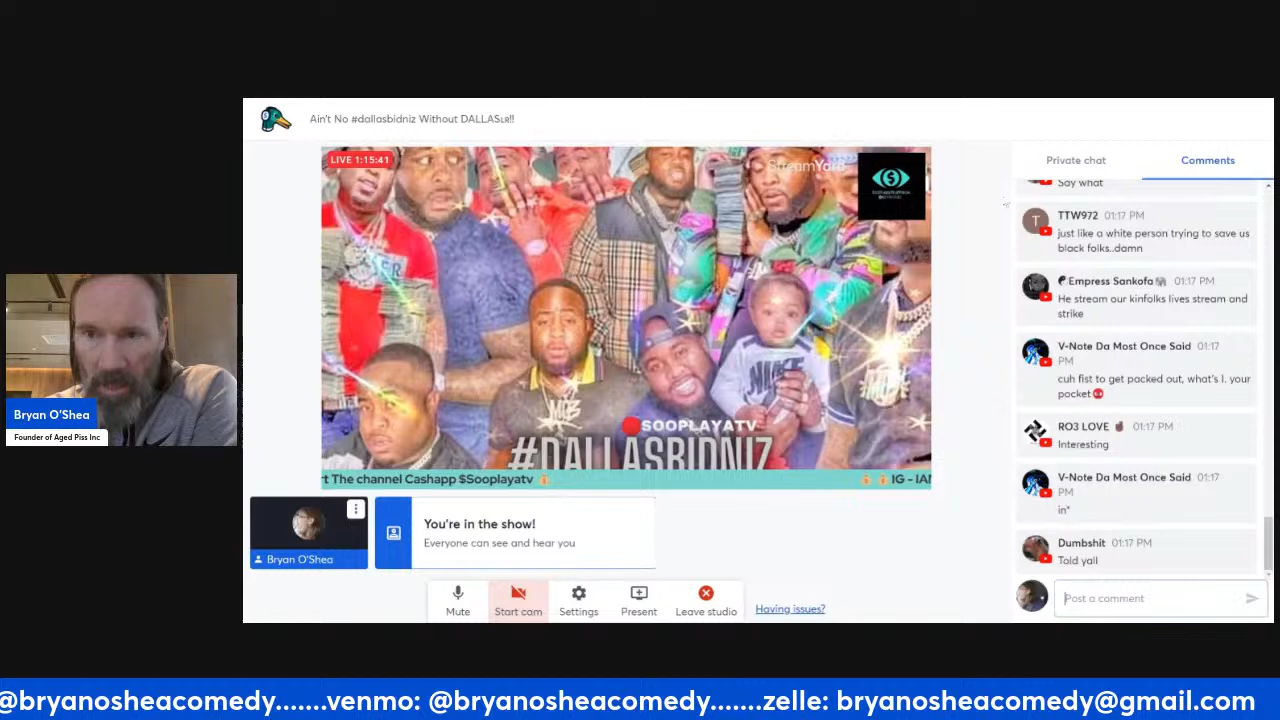 Ain't No #dallasbidniz Without DALLASLR!!
LIVE 1:15:41
StreamYard
Private chat
Comments
Say what
TTW972 01:17 PM
just like a white person trying to save us
black folks..damn
Empress Sankofa 01:17 PM
He stream our kinfolks lives stream and
strike
V-Note Da Most Once Said 01:17
PM
cuh fist to get packed out, what's I. your
pocket
RO3 LOVE 01:17 PM
Interesting
V-Note Da Most Once Said 01:17
PM
in*
Dumbshit 01:17 PM
Told yall
NIKE
MB
SOOPLAYATV
#DALLASBIDNIZ
t The channel Cashapp $Sooplayatv
IG - IAM
Bryan O'Shea
Founder of Aged Piss Inc
Bryan O'Shea
You're in the show!
Everyone can see and hear you
Mute
Start cam
Settings
Present
Leave studio
Having issues?
Post a comment
@bryanosheacomedy.......venmo: @bryanosheacomedy.......zelle: bryanosheacomedy@gmail.com